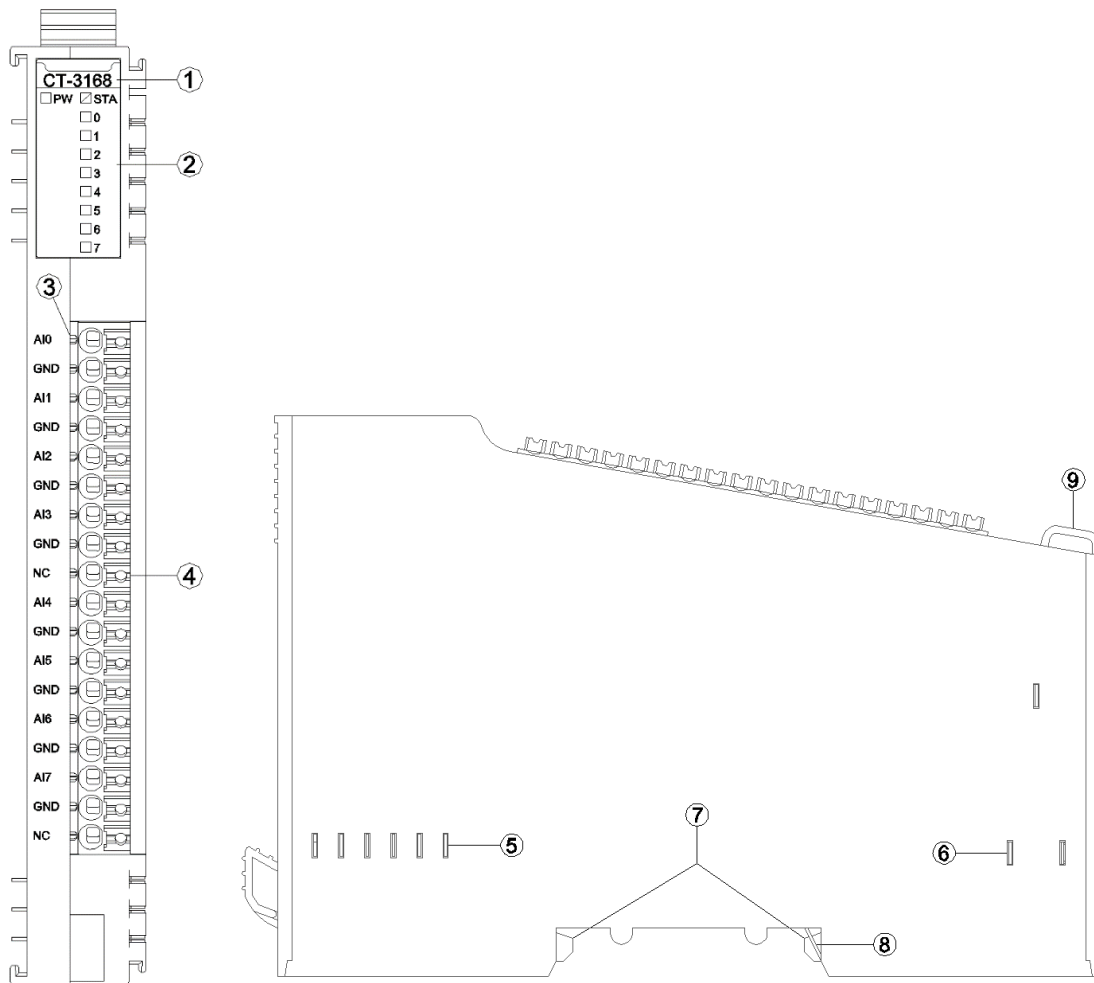 CT-3168
①
PW STA
0
1
2
②
3
4
5
6
7
③
AI0
GND
AI1
GND
AI2
GND
AI3
GND
NC
④
AI4
GND
AI5
GND
AI6
GND
AI7
GND
NC
⑨
⑦
⑤
⑥
⑧